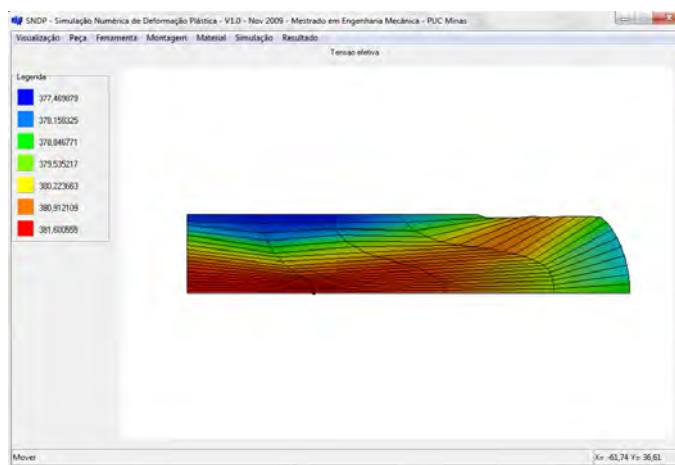 SNDP - Simulação Numérica de Deformação Plástica - V1.0 - Nov 2009 - Mestrado em Engenharia Mecânica - PUC Minas
Visualização Peça Ferramenta Montagem Material Simulação Resultado
Tensao efetiva
Legenda
377,469879
378,158325
378,846771
379,535217
380,223663
380,912109
381,600555
Mover
X= -61,74 Y= 36,61